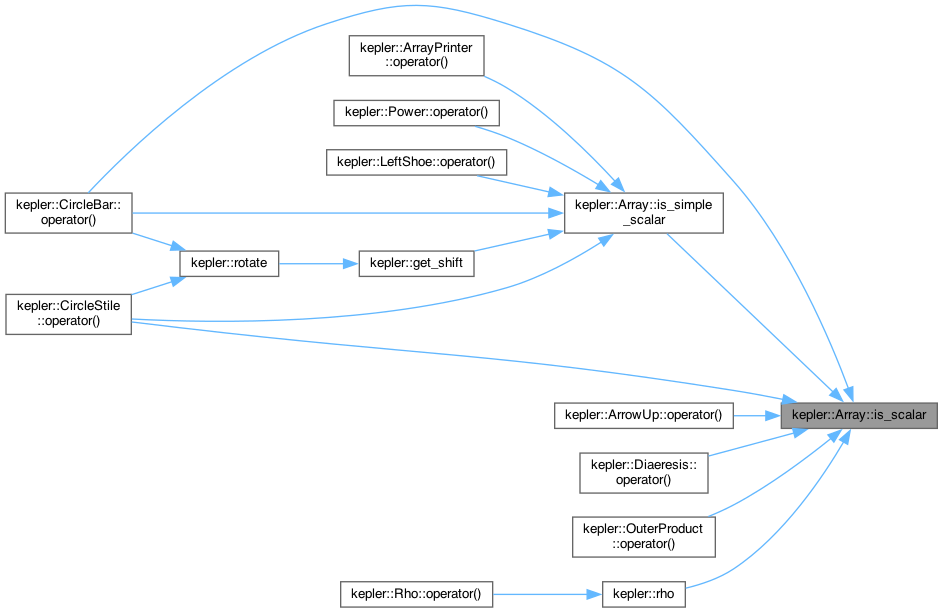 kepler::ArrayPrinter
::operator()
kepler::Power::operator()
kepler::LeftShoe::operator()
kepler::CircleBar::
operator()
kepler::Array::is_simple
_scalar
kepler::rotate
kepler::get_shift
kepler::CircleStile
::operator()
kepler::ArrowUp::operator()
kepler::Array::is_scalar
kepler::Diaeresis::
operator()
kepler::OuterProduct
::operator()
kepler::Rho::operator()
kepler::rho